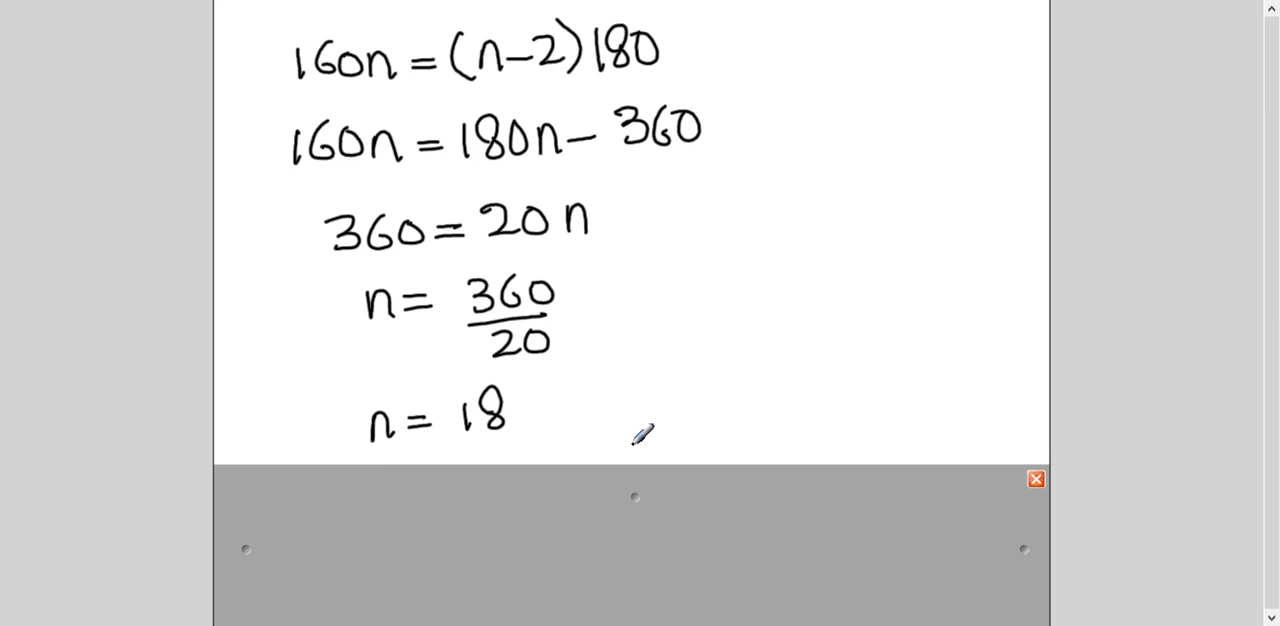 160n = (n-2)180
160n = 180n - 360
360 = 20n
n = 360/20
n = 18